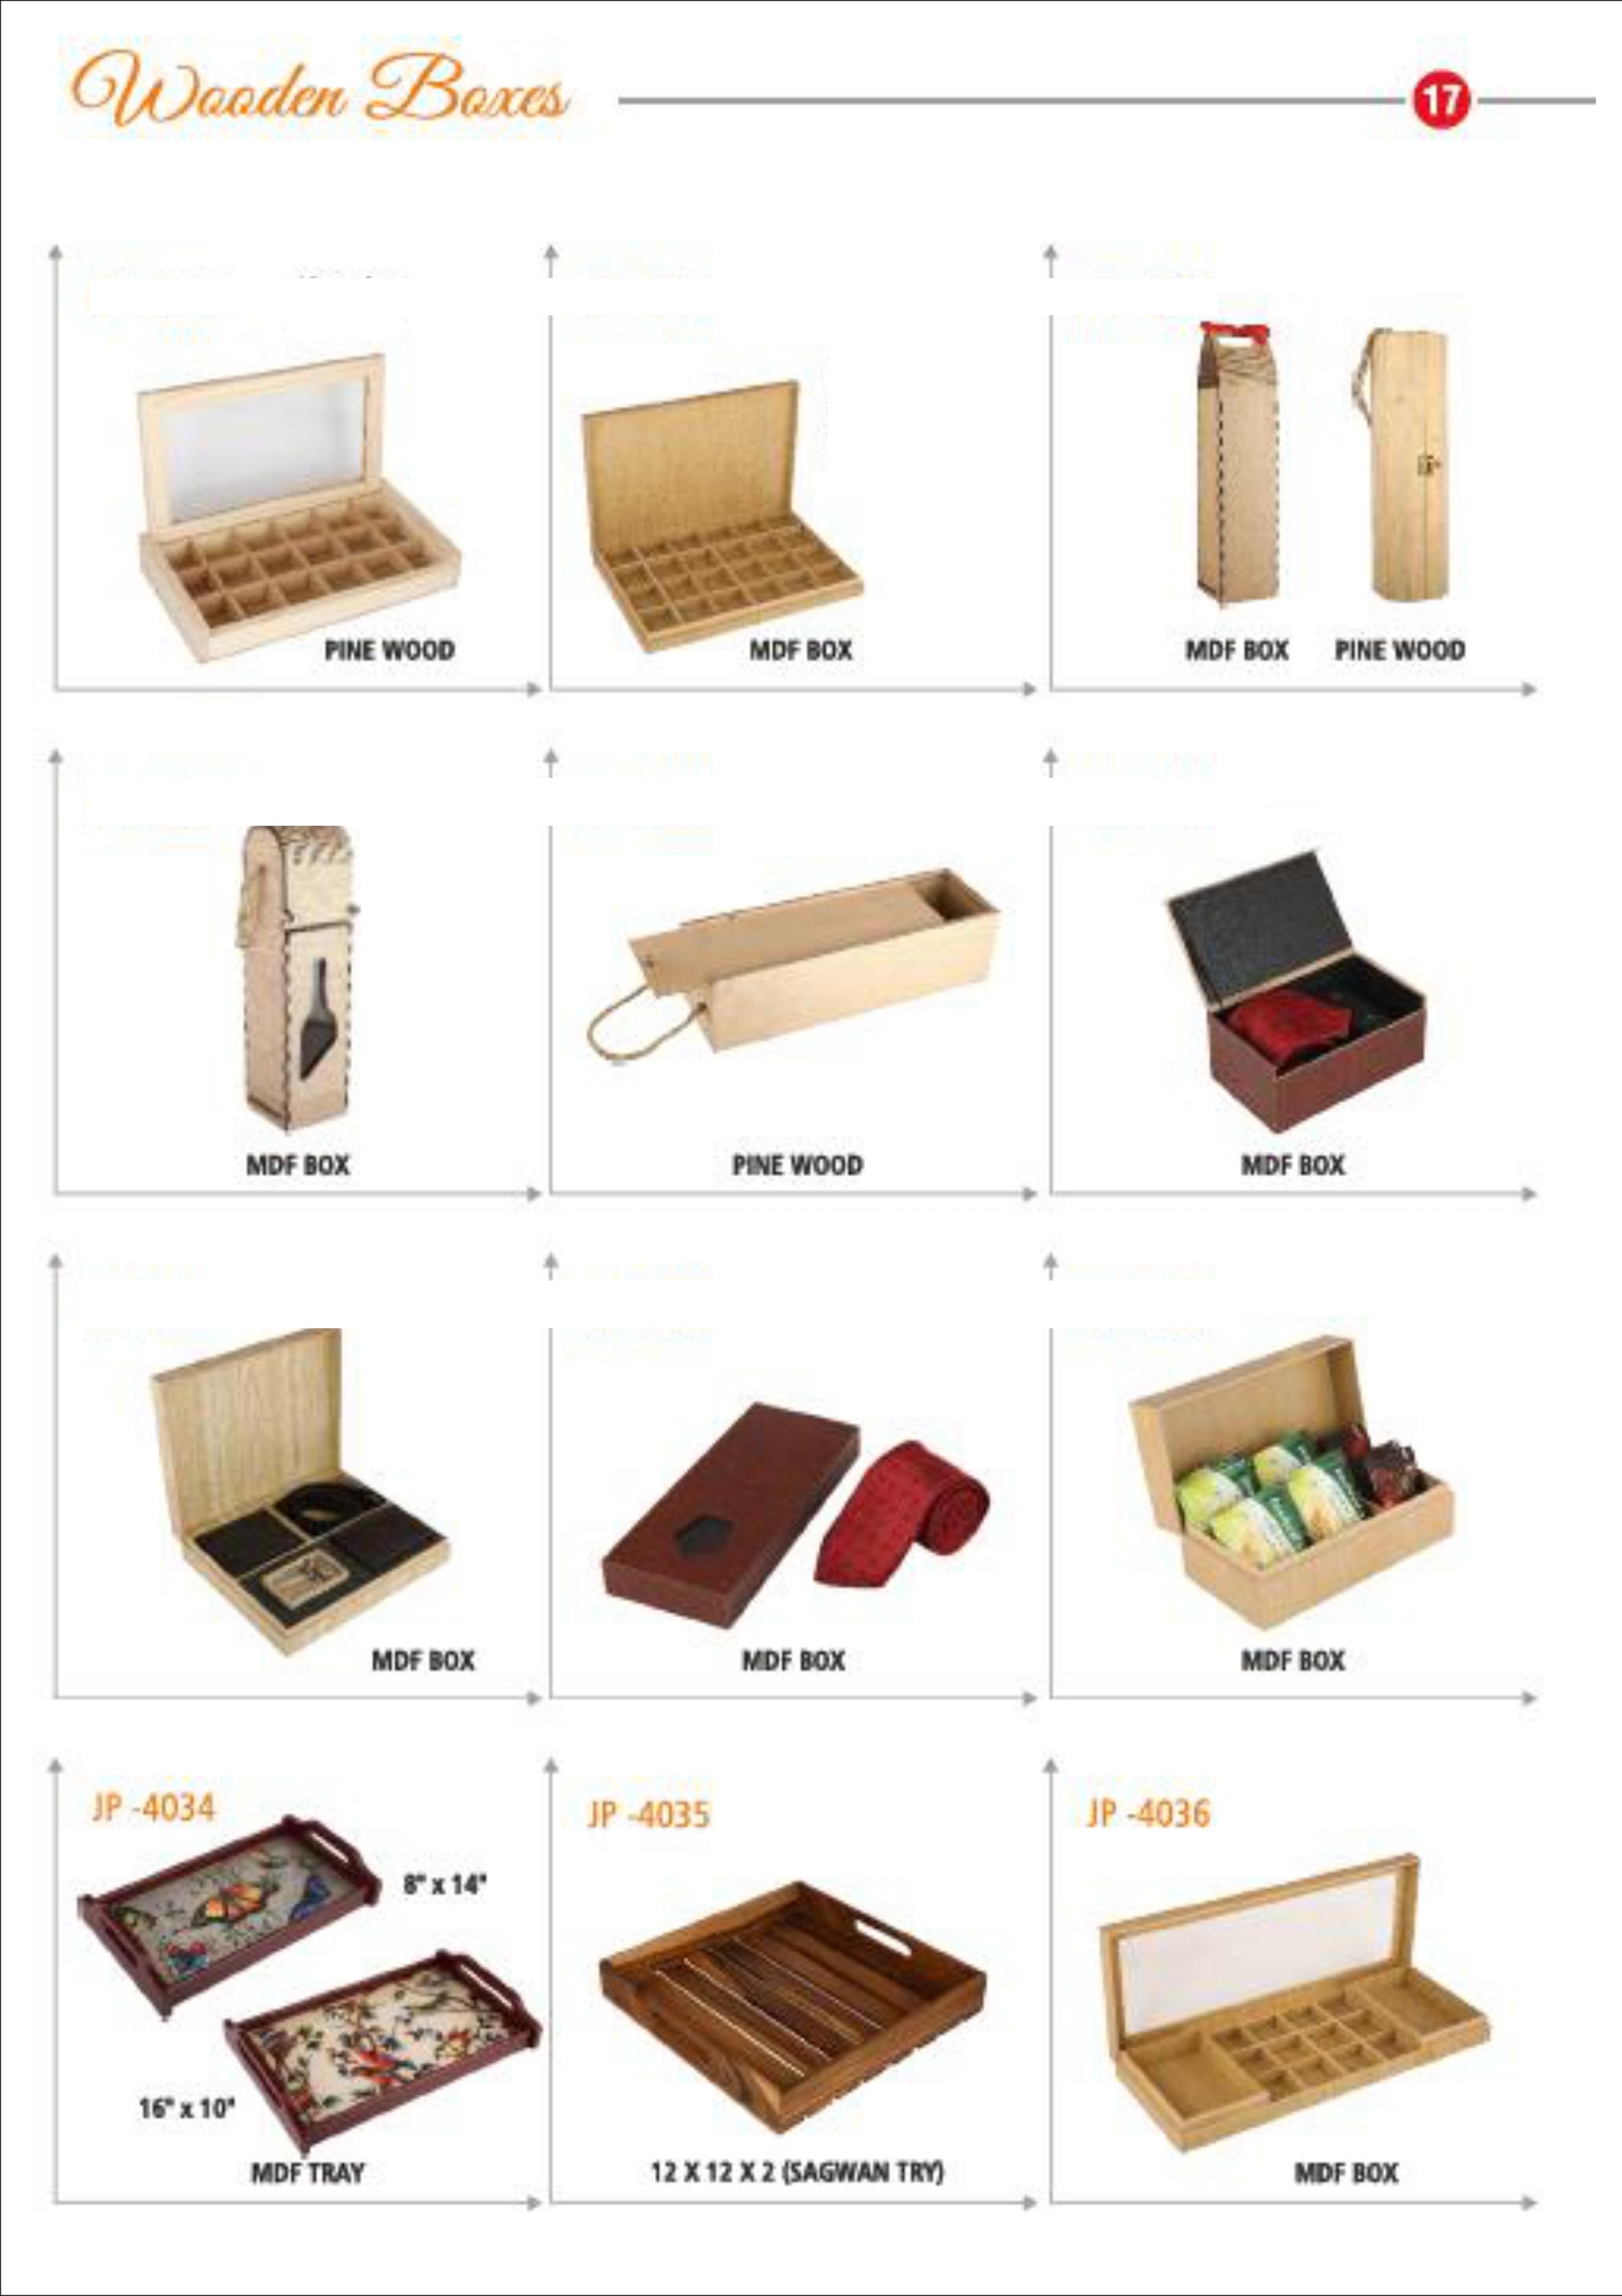 Wooden Boxes
17
PINE WOOD
MDF BOX
MDF BOX
PINE WOOD
MDF BOX
PINE WOOD
MDF BOX
MDF BOX
MDF BOX
MDF BOX
JP -4034
8" x 14"
16" x 10"
MDF TRAY
JP -4035
12 X 12 X 2 (SAGWAN TRY)
JP -4036
MDF BOX